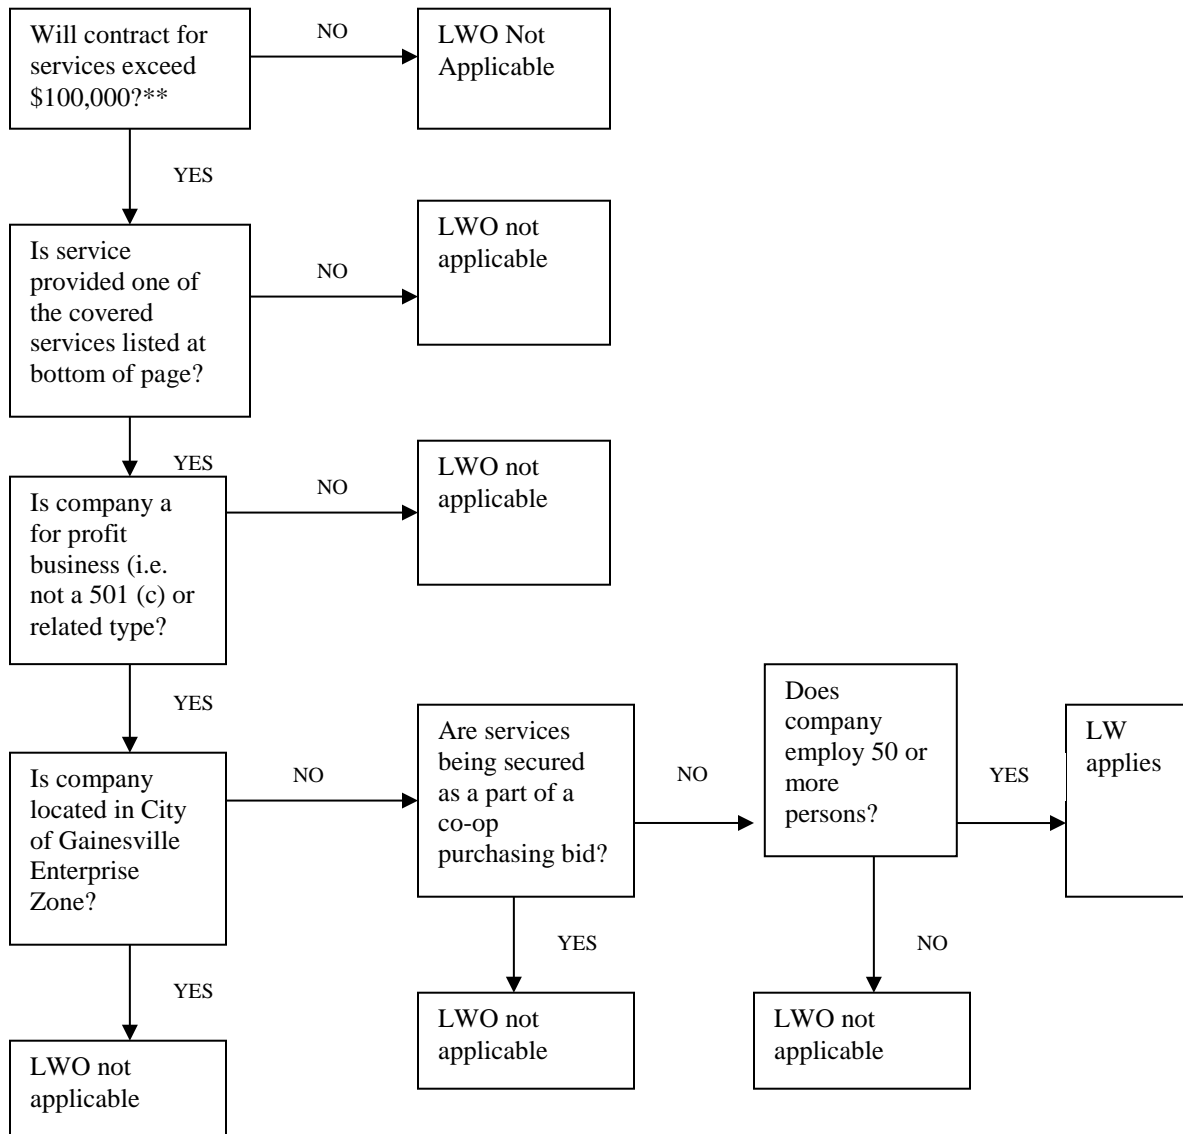 Will contract for
services exceed
$100,000?**
NO
LWO Not
Applicable
YES
Is service
provided one of
the covered
services listed at
bottom of page?
NO
LWO not
applicable
YES
Is company a
for profit
business (i.e.
not a 501 (c) or
related type?
NO
LWO not
applicable
YES
Is company
located in City
of Gainesville
Enterprise
Zone?
NO
Are services
being secured
as a part of a
co-op
purchasing bid?
NO
Does
company
employ 50 or
more
persons?
YES
LW
applies
YES
LWO not
applicable
YES
LWO not
applicable
NO
LWO not
applicable